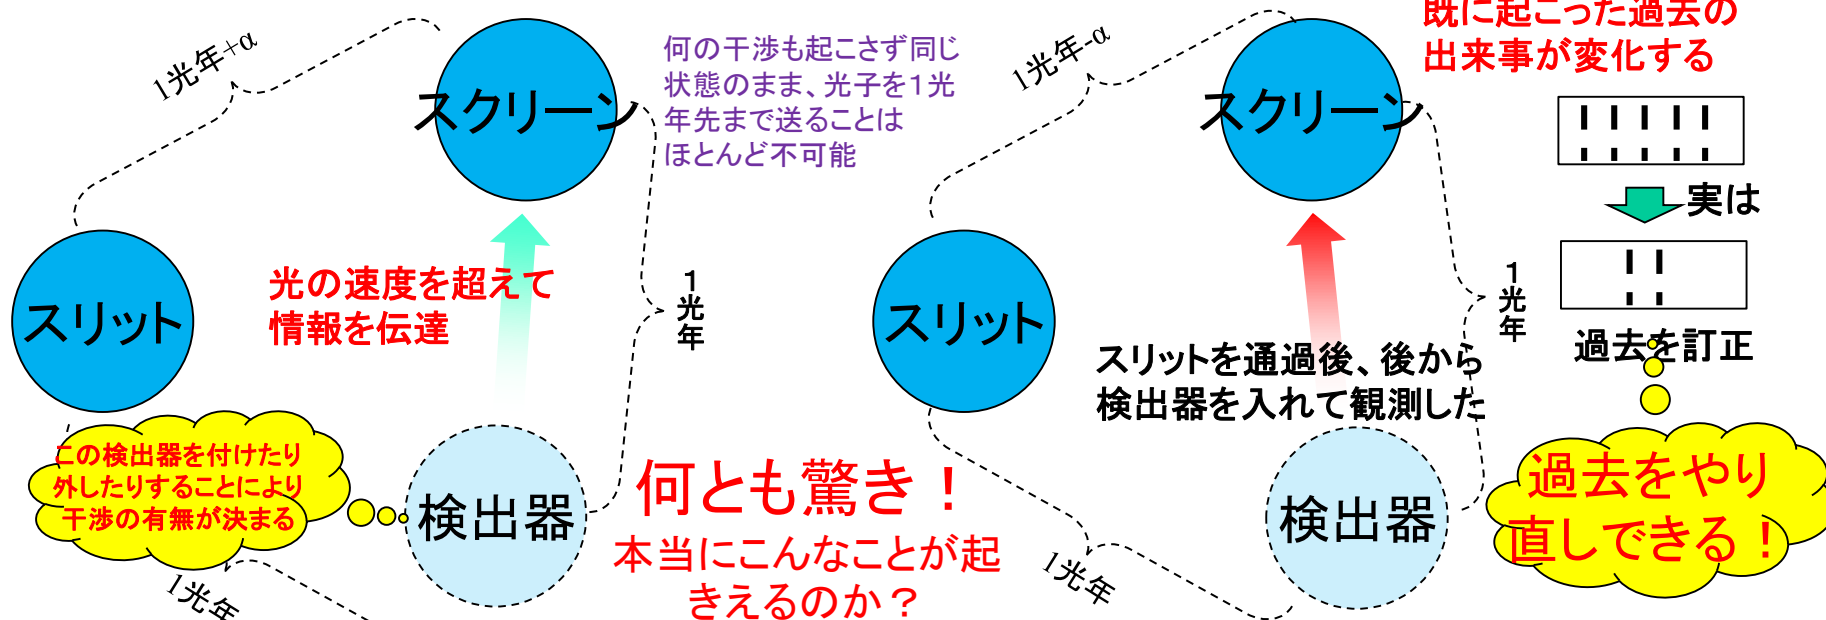 1光年+α
スクリーン
何の干渉も起こさず同じ
状態のまま、光子を1光
年先まで送ることは
ほとんど不可能
スリット
光の速度を超えて
情報を伝達
1光年
この検出器を付けたり
外したりすることにより
干渉の有無が決まる
検出器
1光年
何とも驚き！
本当にこんなことが起
きえるのか？
1光年-α
スクリーン
既に起こった過去の
出来事が変化する
実は
過去を訂正
スリット
1光年
スリットを通過後、後から
検出器を入れて観測した
検出器
1光年
過去をやり
直しできる！